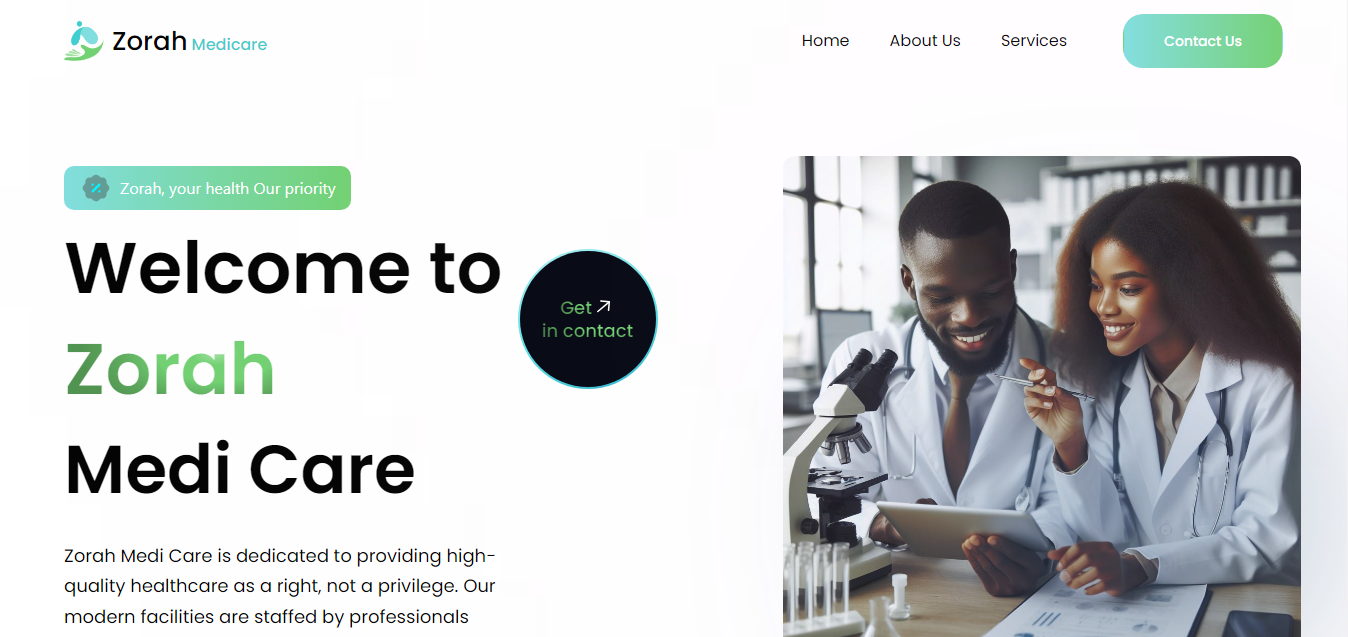 Zorah Medicare
Home
About Us
Services
Contact Us
Zorah, your health Our priority
Welcome to
Zorah
Medi Care
Get
in contact
Zorah Medi Care is dedicated to providing high-
quality healthcare as a right, not a privilege. Our
modern facilities are staffed by professionals